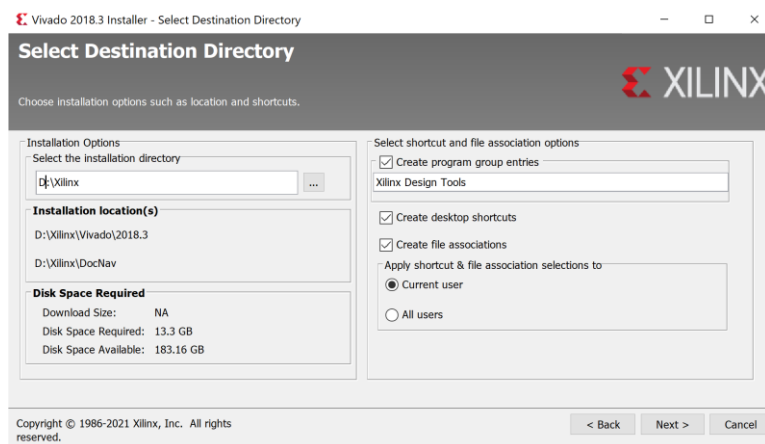 Vivado 2018.3 Installer - Select Destination Directory
Select Destination Directory
XILINX
Choose installation options such as location and shortcuts.
Installation Options
Select the installation directory
D:\Xilinx
...
Installation location(s)
D:\Xilinx\Vivado\2018.3
D:\Xilinx\DocNav
Disk Space Required
Download Size: NA
Disk Space Required: 13.3 GB
Disk Space Available: 183.16 GB
Select shortcut and file association options
Create program group entries
Xilinx Design Tools
Create desktop shortcuts
Create file associations
Apply shortcut & file association selections to
Current user
All users
Copyright © 1986-2021 Xilinx, Inc. All rights
reserved.
< Back
Next >
Cancel